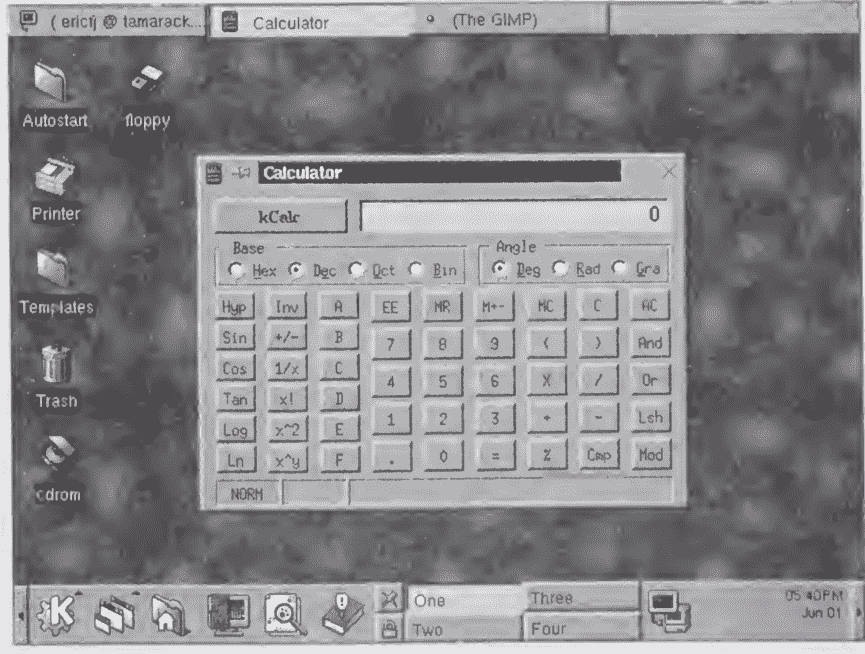 ( ericfj @ tamarack...
Calculator
(The GIMP)
Autostart
floppy
Printer
Templates
Trash
cdrom
Calculator
kCalc
0
Base
Hex Dec Oct Bin
Angle
Deg Rad Gra
Hyp Inv A EE MR M+- MC C AC
Sin +/- B 7 8 9 ( ) And
Cos 1/x C 4 5 6 X / Or
Tan x! D 1 2 3 + - Lsh
Log x^2 E
Ln x^y F . 0 = % Cmp Mod
NORM
One
Two
Three
Four
05:40PM
Jun 01